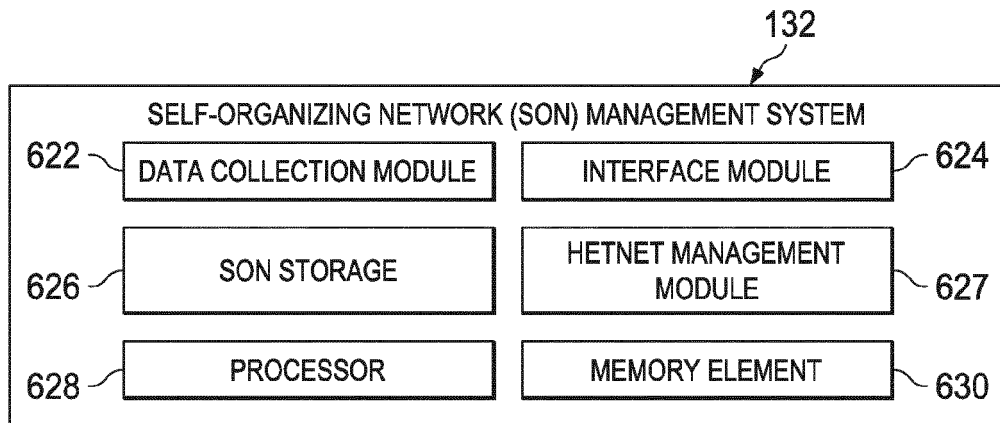 132
SELF-ORGANIZING NETWORK (SON) MANAGEMENT SYSTEM
622 DATA COLLECTION MODULE INTERFACE MODULE 624
626 SON STORAGE HETNET MANAGEMENT MODULE 627
628 PROCESSOR MEMORY ELEMENT 630